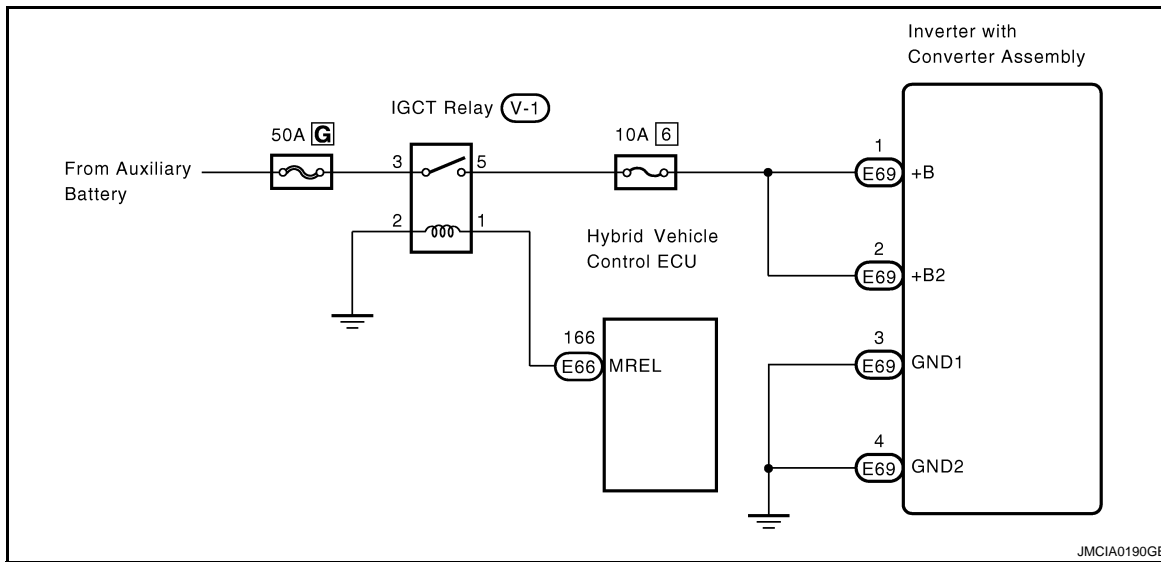 Inverter with
Converter Assembly
IGCT Relay V-1
50A G
10A 6
From Auxiliary
Battery
3 5
1
E69 +B
2 1
Hybrid Vehicle
Control ECU
2
E69 +B2
166
E66 MREL
3
E69 GND1
4
E69 GND2
JMCIA0190GB